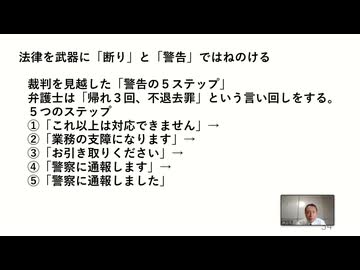 法律を武器に「断り」と「警告」ではねのける
裁判を見越した「警告の５ステップ」
弁護士は「帰れ３回、不退去罪」という言い回しをする。
５つのステップ
①「これ以上は対応できません」→
②「業務の支障になります」→
③「お引き取りください」→
④「警察に通報します」→
⑤「警察に通報しました」